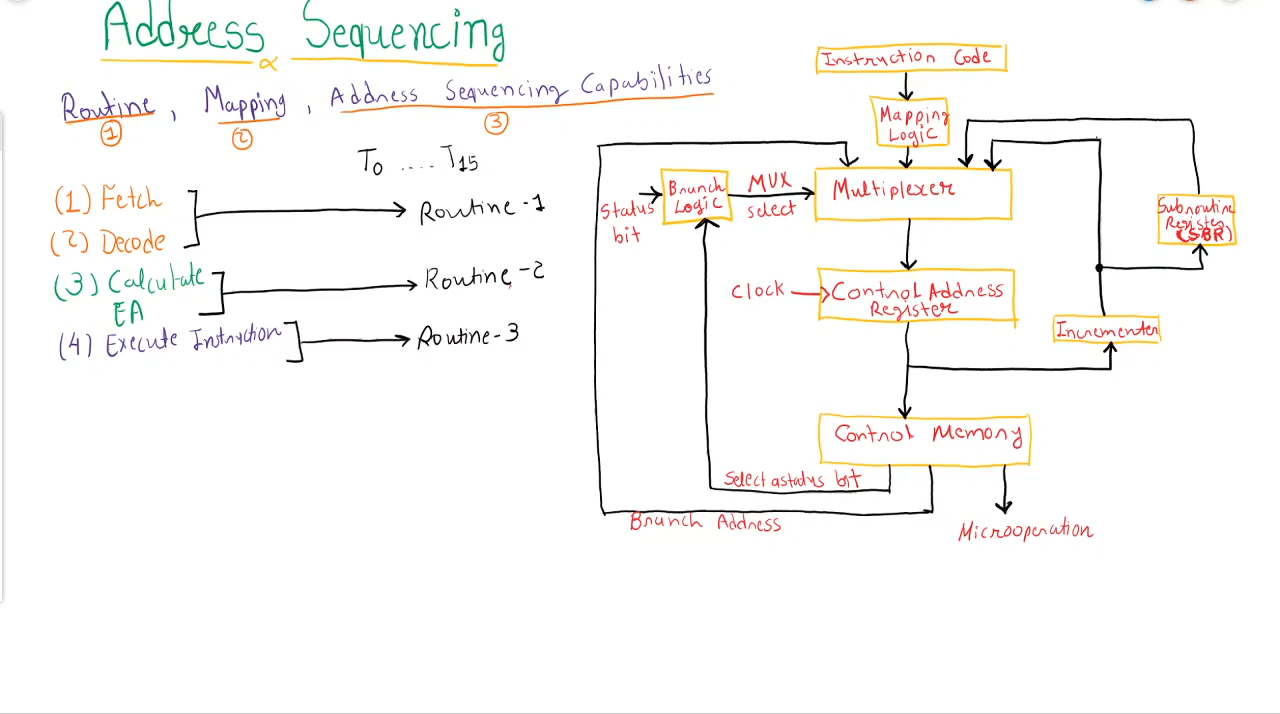 Address Sequencing
∝
Routine, Mapping, Address Sequencing Capabilities
1 2 3
T0 .... T15
(1) Fetch
(2) Decode
Routine-1
(3) Calculate
EA
Routine-2
(4) Execute Instruction
Routine-3
Instruction Code
Mapping
Logic
Status
bit
Branch
Logic
MUX
select
Multiplexer
Subroutine
Register
(SBR)
Clock
Control Address
Register
Incrementer
Control Memory
Select a status bit
Branch Address
Microoperation